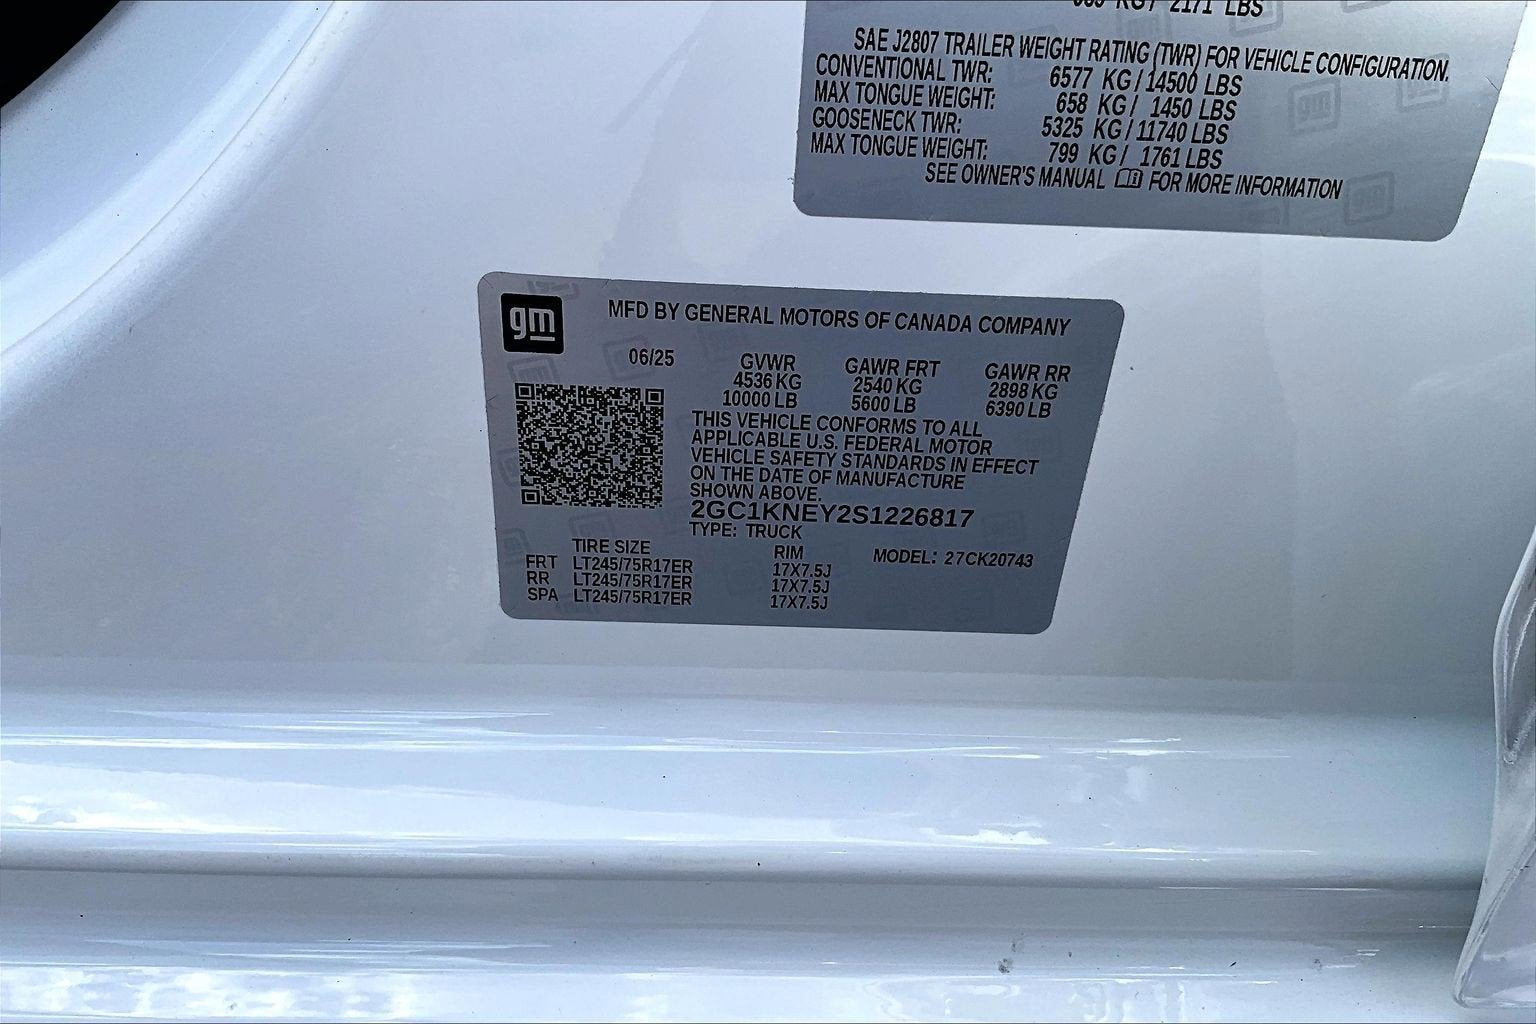 KG / 2171 LBS
SAE J2807 TRAILER WEIGHT RATING (TWR) FOR VEHICLE CONFIGURATION.
CONVENTIONAL TWR: 6577 KG / 14500 LBS
MAX TONGUE WEIGHT: 658 KG / 1450 LBS
GOOSENECK TWR: 5325 KG / 11740 LBS
MAX TONGUE WEIGHT: 799 KG / 1761 LBS
SEE OWNER'S MANUAL FOR MORE INFORMATION
gm
MFD BY GENERAL MOTORS OF CANADA COMPANY
06/25 GVWR GAWR FRT GAWR RR
4536 KG 2540 KG 2898 KG
10000 LB 5600 LB 6390 LB
THIS VEHICLE CONFORMS TO ALL
APPLICABLE U.S. FEDERAL MOTOR
VEHICLE SAFETY STANDARDS IN EFFECT
ON THE DATE OF MANUFACTURE
SHOWN ABOVE.
2GC1KNEY2S1226817
TYPE: TRUCK
TIRE SIZE RIM MODEL: 27CK20743
FRT LT245/75R17ER 17X7.5J
RR LT245/75R17ER 17X7.5J
SPA LT245/75R17ER 17X7.5J